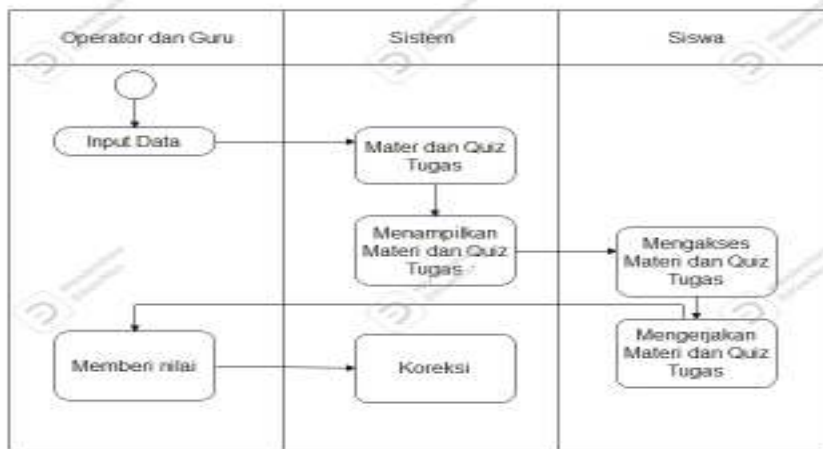 Operator dan Guru
Sistem
Siswa
Input Data
Mater dan Quiz
Tugas
Menampilkan
Materi dan Quiz
Tugas
Mengakses
Materi dan Quiz
Tugas
Mengerjakan
Materi dan Quiz
Tugas
Memberi nilai
Koreksi